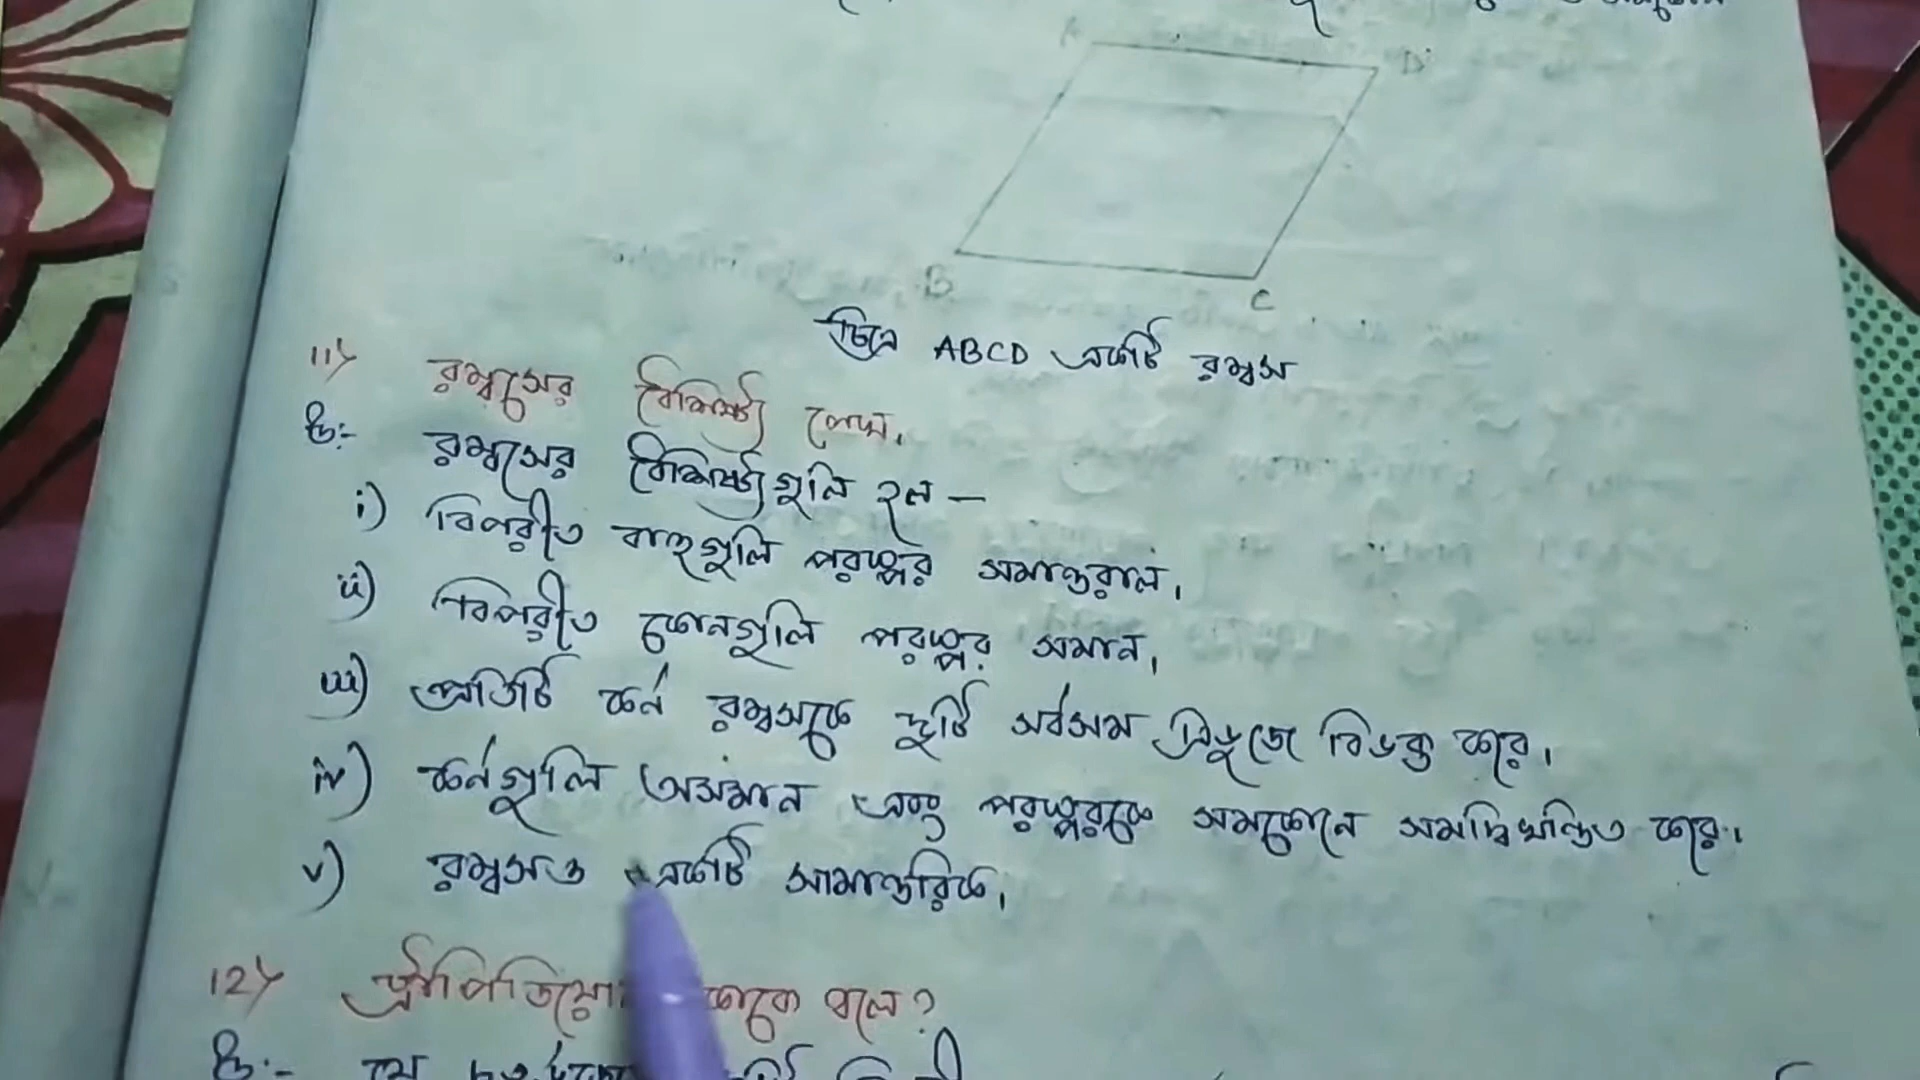 A
D
B
C
চিত্রে ABCD একটি রম্বস
11> রম্বসের বৈশিষ্ট্য লেখ।
উ:- রম্বসের বৈশিষ্ট্যগুলি হল —
i) বিপরীত বাহুগুলি পরস্পর সমান্তরাল।
ii) বিপরীত কোনগুলি পরস্পর সমান।
iii) প্রতিটি কর্ন রম্বসকে দুটি সর্বসম ত্রিভুজে বিভক্ত করে।
iv) কর্নগুলি অসমান এবং পরস্পরকে সমকোনে সমদ্বিখন্ডিত করে।
v) রম্বসও একটি সামান্তরিক।
12> কাকে বলে?
উ:- যে